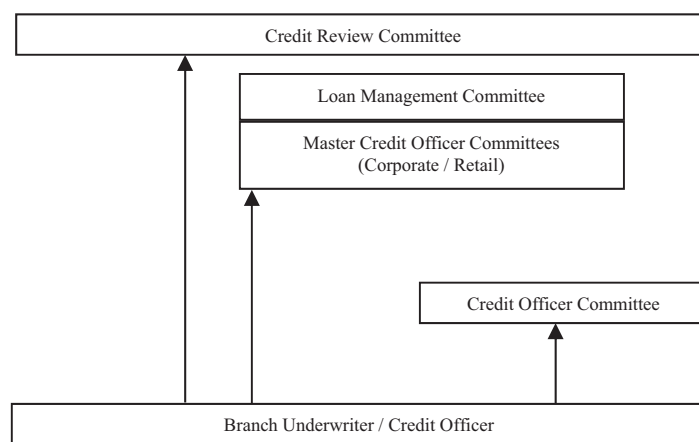 Credit Review Committee
Loan Management Committee
Master Credit Officer Committees
(Corporate / Retail)
Credit Officer Committee
Branch Underwriter / Credit Officer